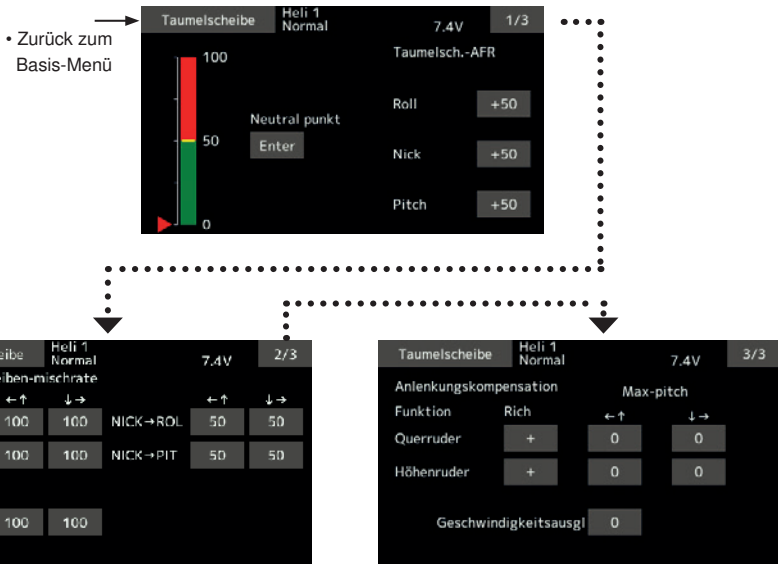 • Zurück zum
Basis-Menü
Taumelscheibe Heli 1 Normal 7.4V 1/3
Taumelsch.-AFR
100
50
0
Neutral punkt
Enter
Roll +50
Nick +50
Pitch +50
eibe Heli 1 Normal 7.4V 2/3
eiben-mischrate
←↑ ↓→ ←↑ ↓→
100 100 NICK→ROL 50 50
100 100 NICK→PIT 50 50
100 100
Taumelscheibe Heli 1 Normal 7.4V 3/3
Anlenkungskompensation Max-pitch
Funktion Rich ←↑ ↓→
Querruder + 0 0
Höhenruder + 0 0
Geschwindigkeitsausgl 0